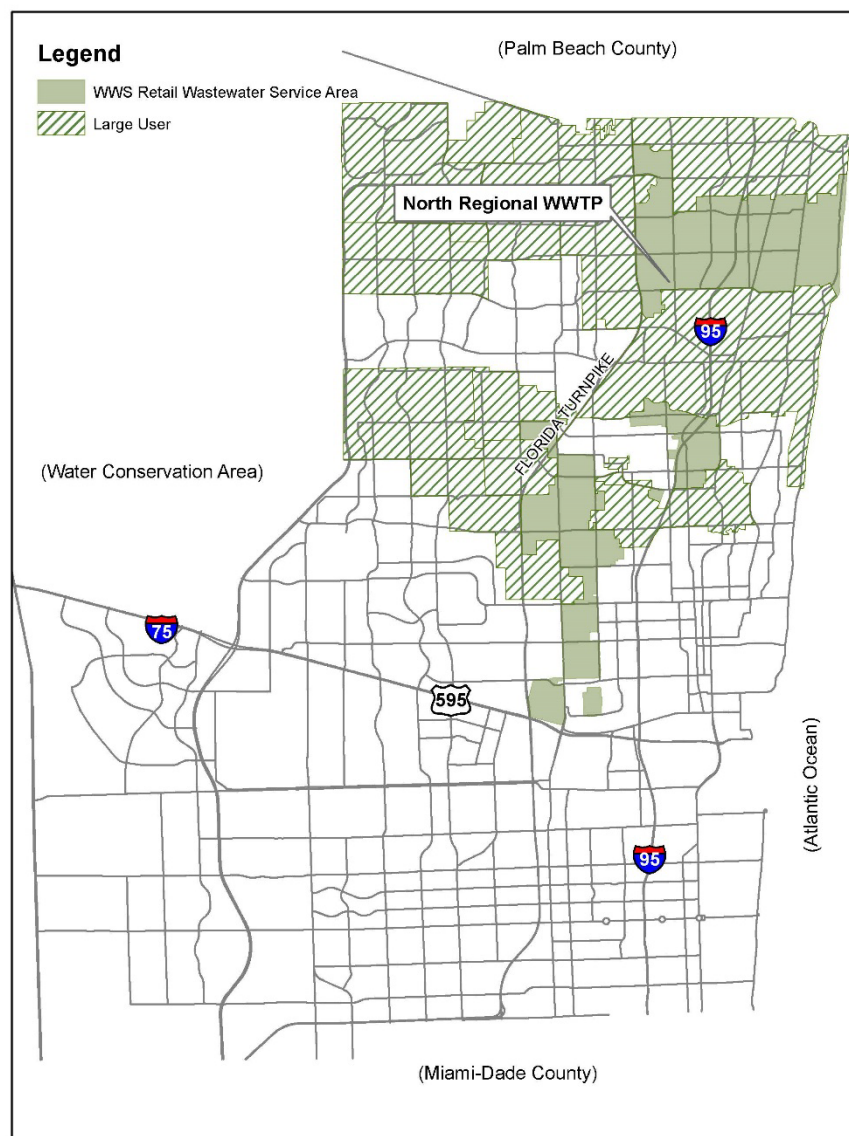 (Palm Beach County)
Legend
WWS Retail Wastewater Service Area
Large User
North Regional WWTP
95
FLORIDA TURNPIKE
(Water Conservation Area)
75
595
(Atlantic Ocean)
95
(Miami-Dade County)